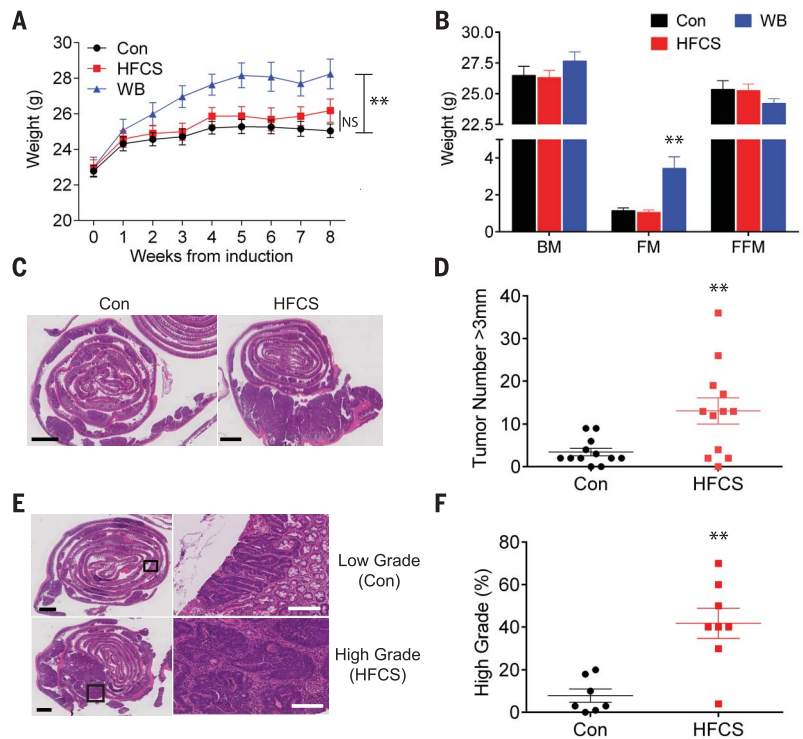 A
Weight (g)
30
28
26
24
22
20
Con
HFCS
WB
NS
**
0 1 2 3 4 5 6 7 8
Weeks from induction
B
Weight (g)
30.0
27.5
25.0
22.5
4
2
0
Con
HFCS
WB
**
BM FM FFM
C
Con HFCS
D
Tumor Number >3mm
40
30
20
10
0
**
Con HFCS
E
Low Grade
(Con)
High Grade
(HFCS)
F
High Grade (%)
80
60
40
20
0
**
Con HFCS